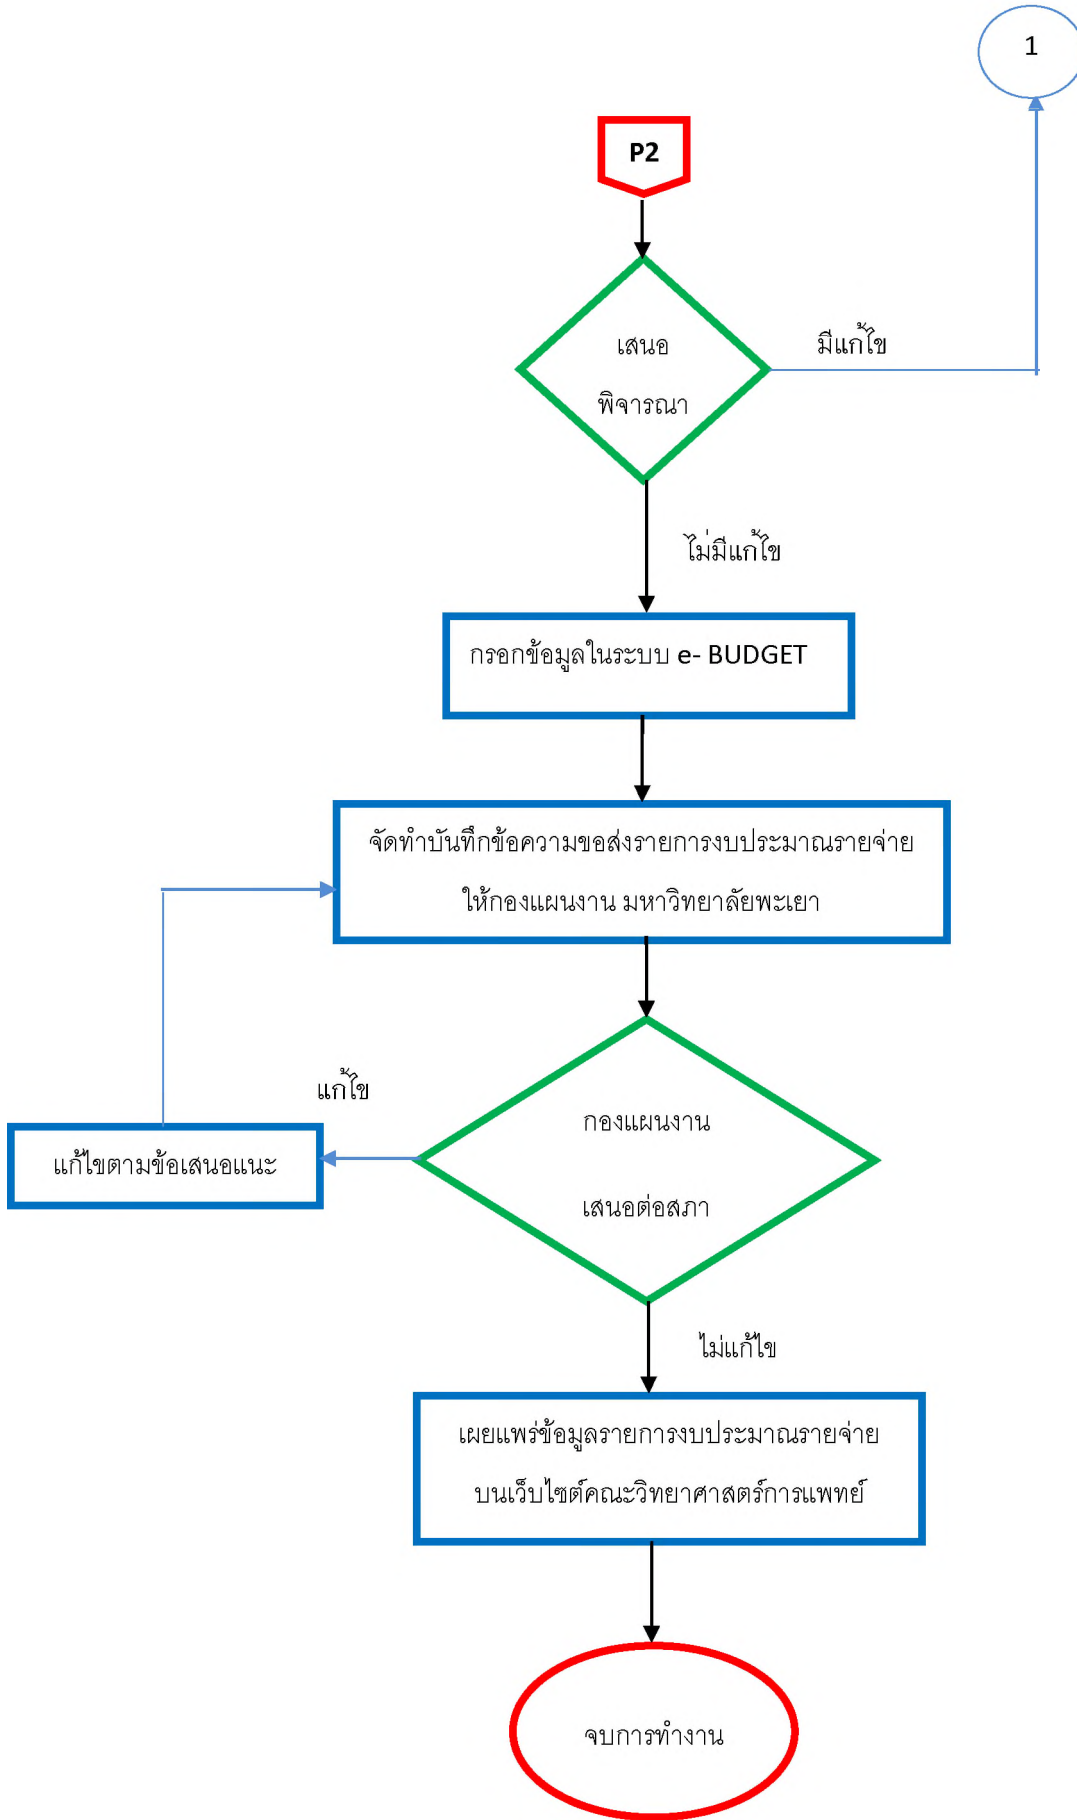 1
P2
เสนอ
พิจารณา
มีแก้ไข
ไม่มีแก้ไข
กรอกข้อมูลในระบบ e- BUDGET
จัดทำบันทึกข้อความขอส่งรายการงบประมาณรายจ่าย
ให้กองแผนงาน มหาวิทยาลัยพะเยา
แก้ไข
กองแผนงาน
เสนอต่อสภา
แก้ไขตามข้อเสนอแนะ
ไม่แก้ไข
เผยแพร่ข้อมูลรายการงบประมาณรายจ่าย
บนเว็บไซต์คณะวิทยาศาสตร์การแพทย์
จบการทำงาน